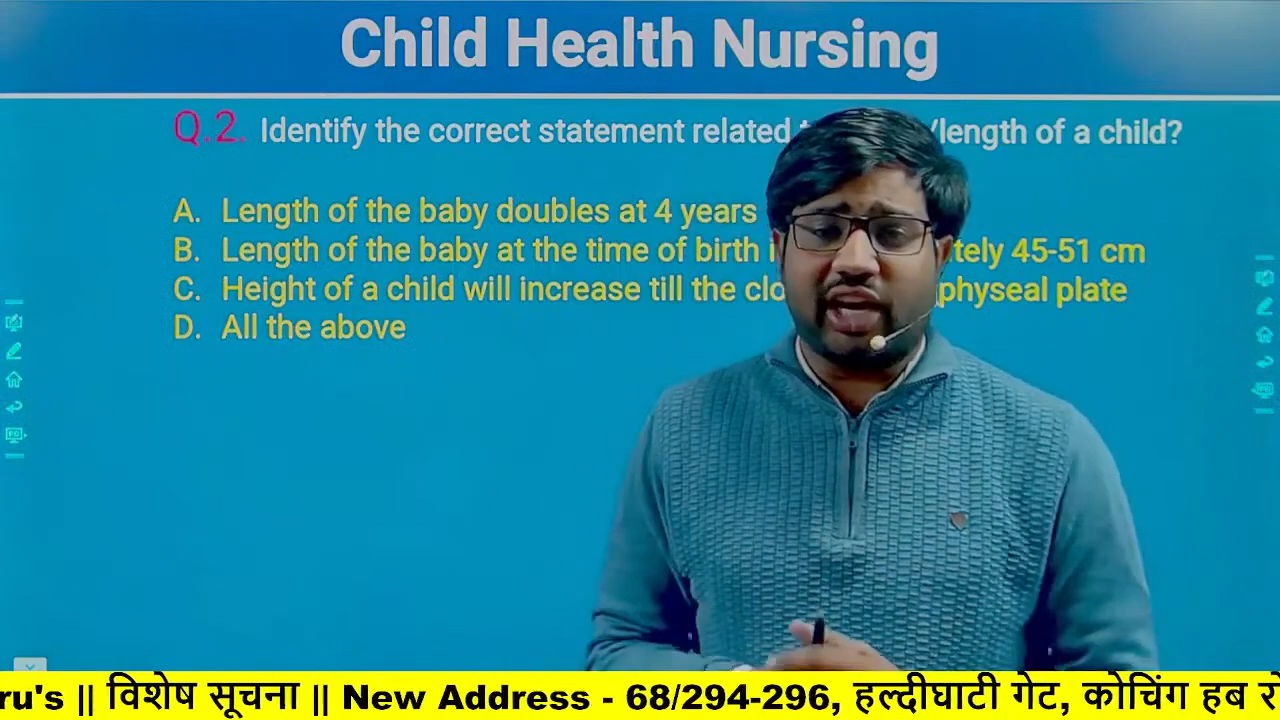 Child Health Nursing
Q.2. Identify the correct statement related /length of a child?
A. Length of the baby doubles at 4 years
B. Length of the baby at the time of birth tely 45-51 cm
C. Height of a child will increase till the clo physeal plate
D. All the above
ru's || विशेष सूचना || New Address - 68/294-296, हल्दीघाटी गेट, कोचिंग हब रो